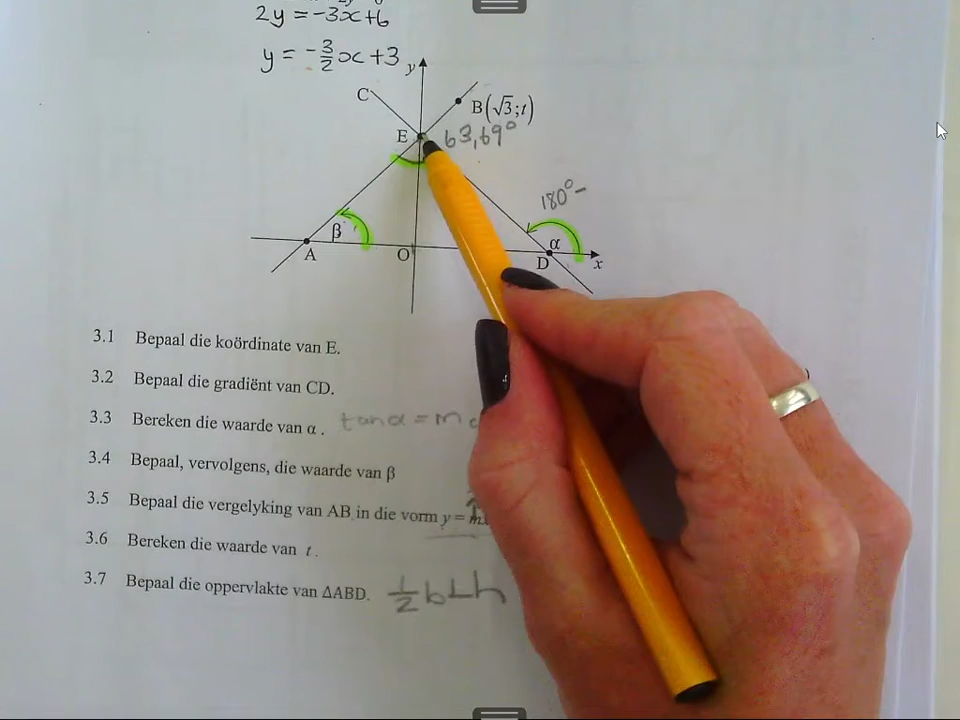 2y = -3x+6
y = -3/2 x + 3
y
C
B(√3;t)
E
63,69°
180°-
β
α
A
O
D
x
3.1 Bepaal die koördinate van E.
3.2 Bepaal die gradiënt van CD.
3.3 Bereken die waarde van α. tanα = m
3.4 Bepaal, vervolgens, die waarde van β
3.5 Bepaal die vergelyking van AB in die vorm y =
3.6 Bereken die waarde van t.
3.7 Bepaal die oppervlakte van ΔABD. 1/2 b⊥h